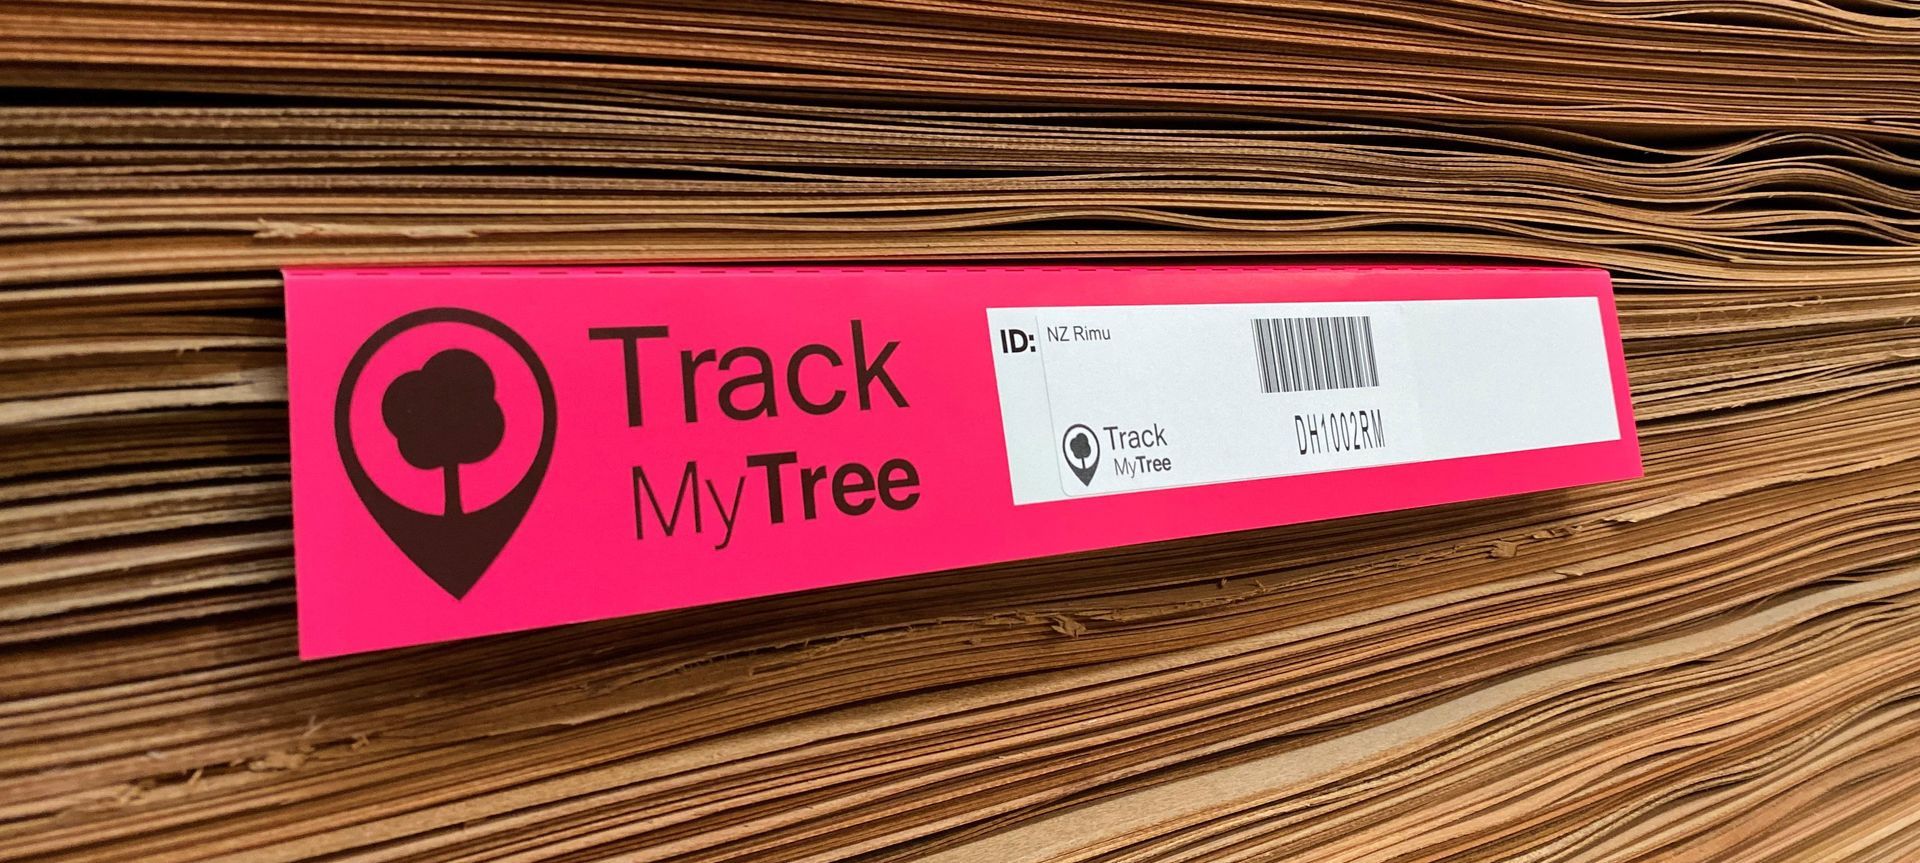 Track
MyTree
ID: NZ Rimu
DH1002RM
Track
MyTree